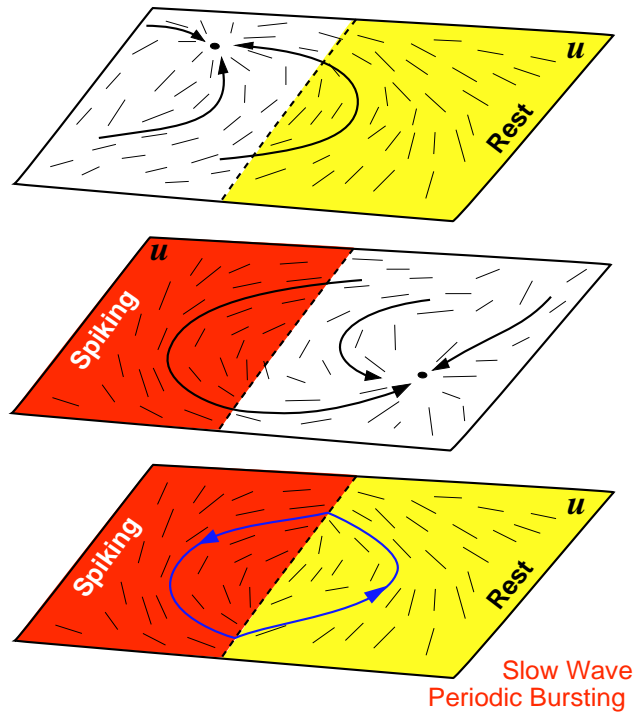 u
Rest
u
Spiking
Spiking
u
Rest
Slow Wave
Periodic Bursting